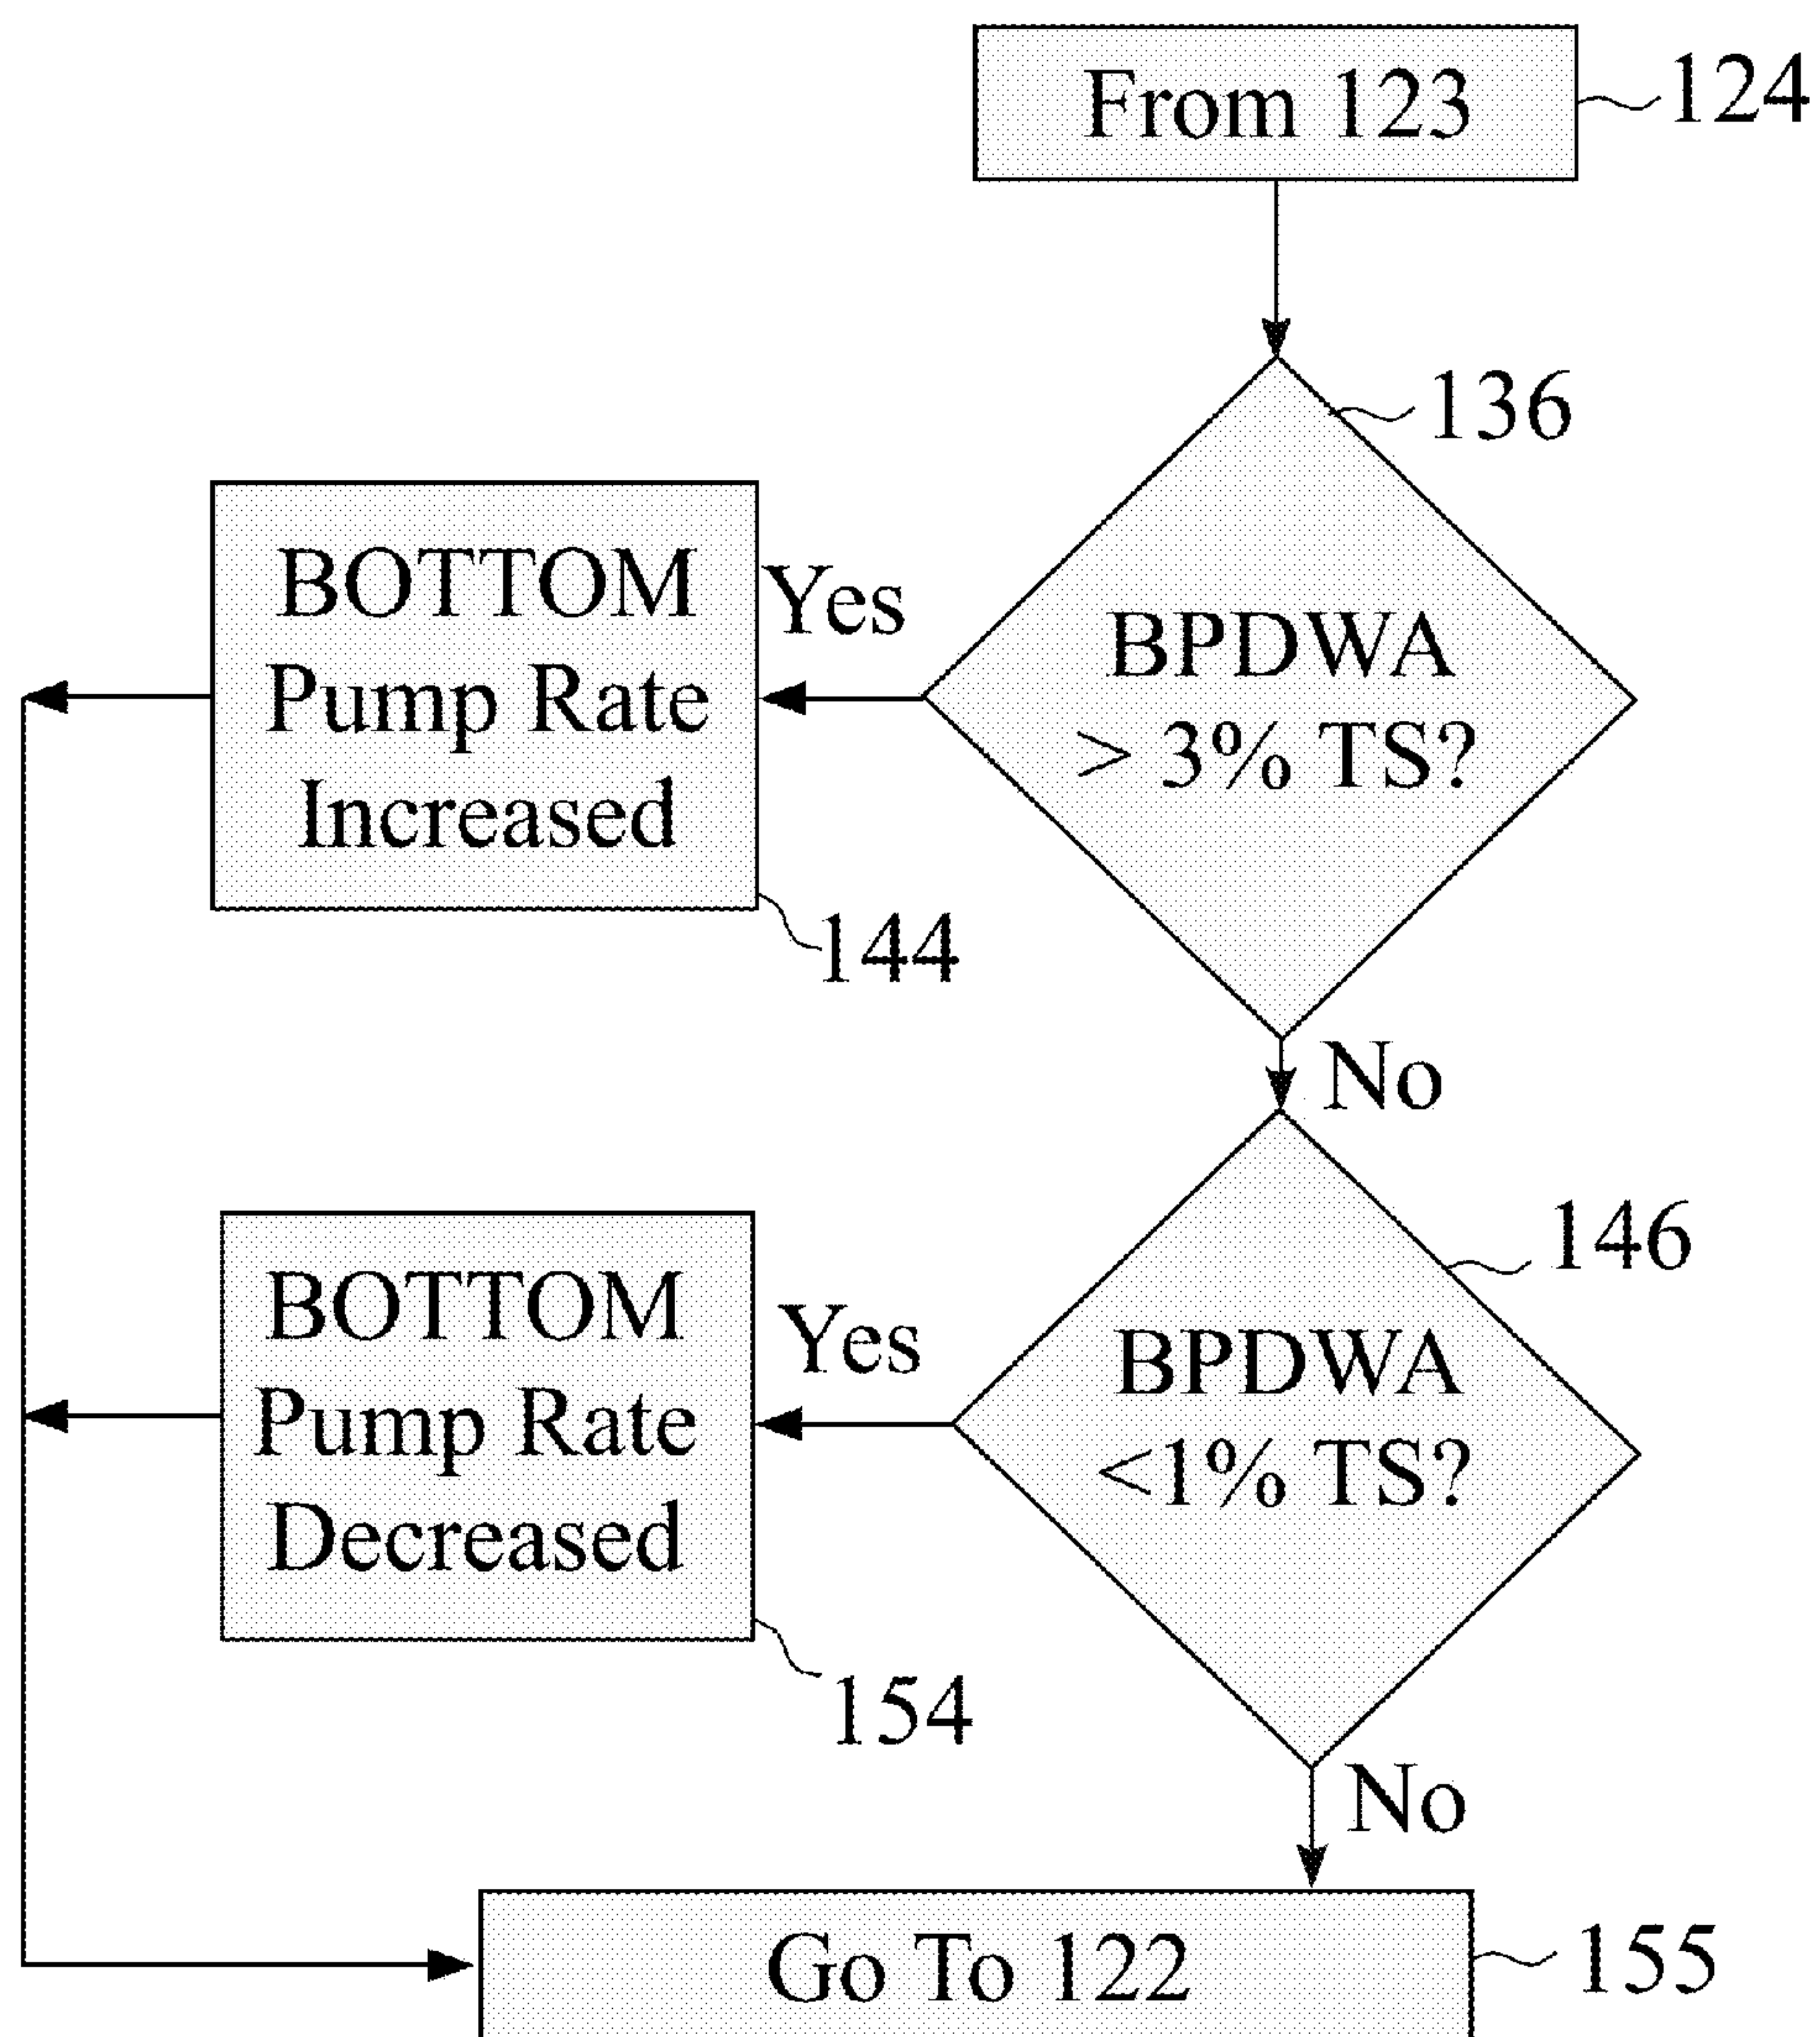 From 123
124
136
BPDWA
> 3% TS?
Yes
BOTTOM
Pump Rate
Increased
144
No
146
BPDWA
<1% TS?
Yes
BOTTOM
Pump Rate
Decreased
154
No
Go To 122
155